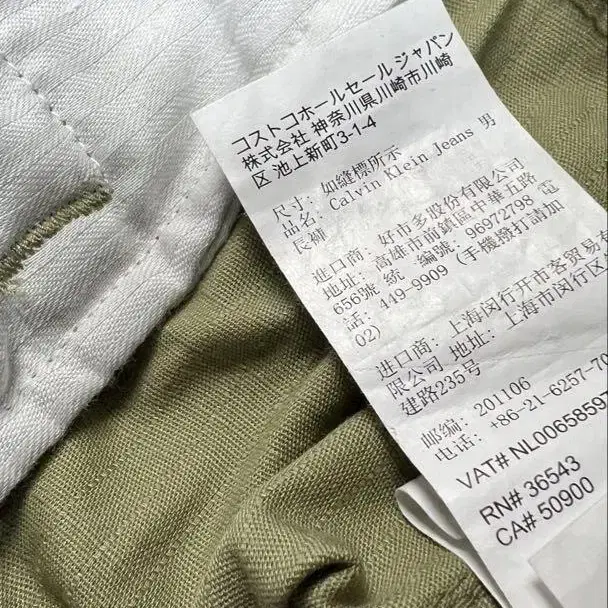 コストコホールセール ジャパン
株式会社 神奈川県川崎市川崎
区 池上新町3-1-4
尺寸: 如縫標所示
品名: Calvin Klein Jeans 男
長褲
進口商: 好市多股份有限公司
地址: 高雄市前鎮區中華五路
656號 統一編號: 96972798 電
話: 449-9909 (手機撥打請加
02)
进口商: 上海闵行开市客贸易有
限公司 地址: 上海市闵行区
建路235号
邮编: 201106
电话: +86-21-6257-70
VAT# NL0065859
RN# 36543
CA# 50900